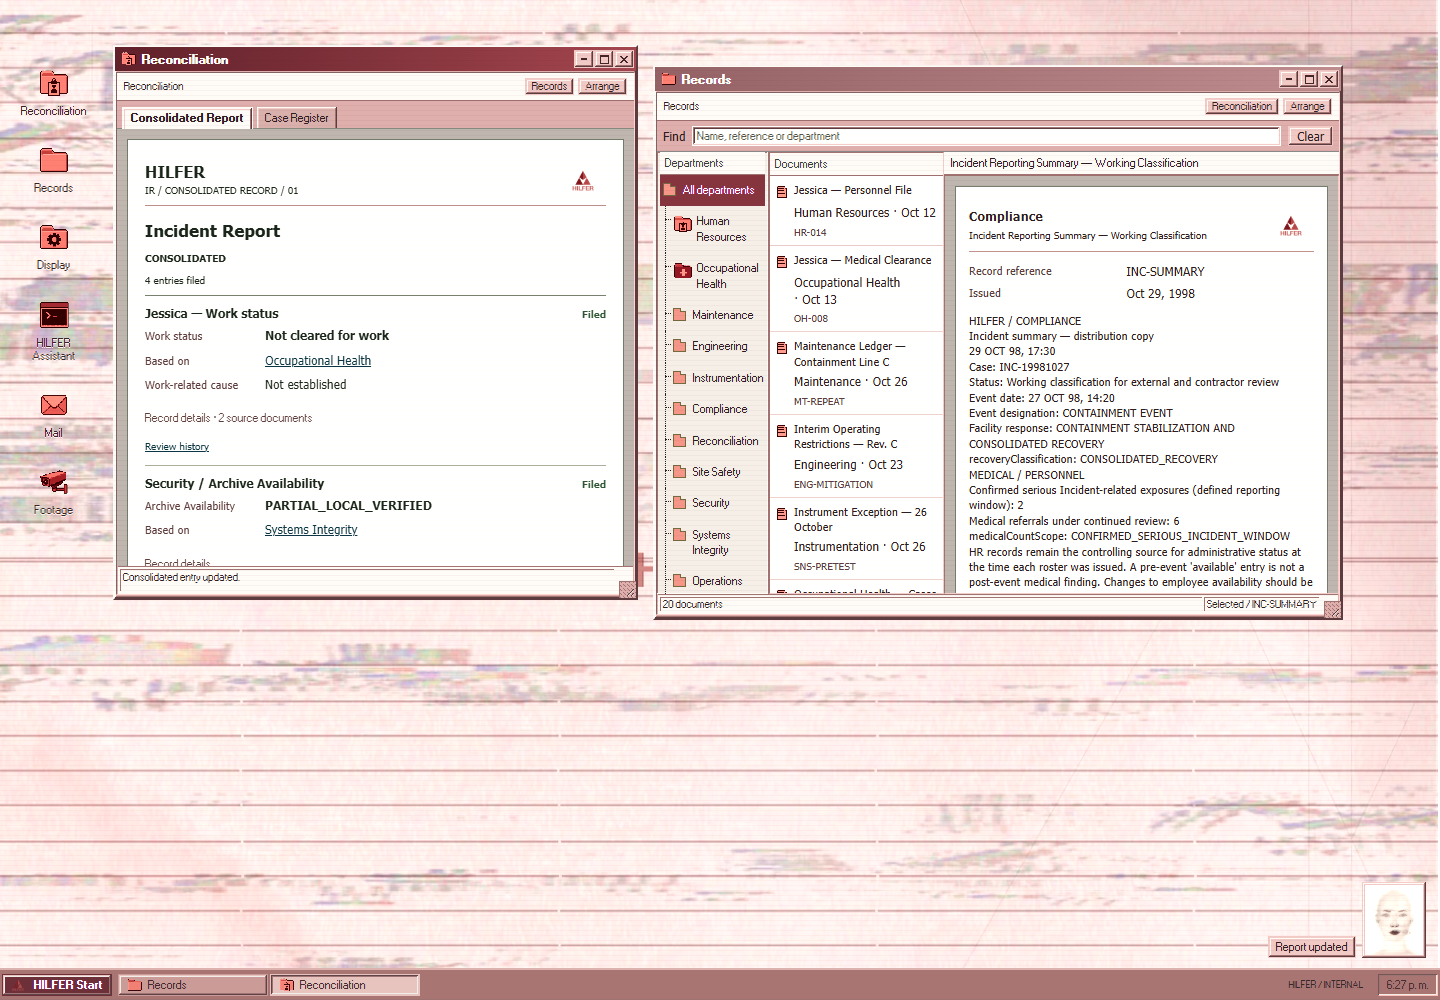 Reconciliation
Records
Display
HILFER
Assistant
Mail
Footage
Reconciliation
Reconciliation
Records
Arrange
Consolidated Report
Case Register
HILFER
IR / CONSOLIDATED RECORD / 01
HILFER
Incident Report
CONSOLIDATED
4 entries filed
Jessica — Work status
Filed
Work status
Not cleared for work
Based on
Occupational Health
Work-related cause
Not established
Record details · 2 source documents
Review history
Security / Archive Availability
Filed
Archive Availability
PARTIAL_LOCAL_VERIFIED
Based on
Systems Integrity
Record details
Consolidated entry updated.
Records
Records
Reconciliation
Arrange
Find
Name, reference or department
Clear
Departments
All departments
Human
Resources
Occupational
Health
Maintenance
Engineering
Instrumentation
Compliance
Reconciliation
Site Safety
Security
Systems
Integrity
Operations
Documents
Jessica — Personnel File
Human Resources · Oct 12
HR-014
Jessica — Medical Clearance
Occupational Health
· Oct 13
OH-008
Maintenance Ledger —
Containment Line C
Maintenance · Oct 26
MT-REPEAT
Interim Operating
Restrictions — Rev. C
Engineering · Oct 23
ENG-MITIGATION
Instrument Exception — 26
October
Instrumentation · Oct 26
SNS-PRETEST
Occupational Health — Cases
Incident Reporting Summary — Working Classification
Compliance
Incident Reporting Summary — Working Classification
HILFER
Record reference
INC-SUMMARY
Issued
Oct 29, 1998
HILFER / COMPLIANCE
Incident summary — distribution copy
29 OCT 98, 17:30
Case: INC-19981027
Status: Working classification for external and contractor review
Event date: 27 OCT 98, 14:20
Event designation: CONTAINMENT EVENT
Facility response: CONTAINMENT STABILIZATION AND
CONSOLIDATED RECOVERY
recoveryClassification: CONSOLIDATED_RECOVERY
MEDICAL / PERSONNEL
Confirmed serious Incident-related exposures (defined reporting
window): 2
Medical referrals under continued review: 6
medicalCountScope: CONFIRMED_SERIOUS_INCIDENT_WINDOW
HR records remain the controlling source for administrative status at
the time each roster was issued. A pre-event 'available' entry is not a
post-event medical finding. Changes to employee availability should be
20 documents
Selected / INC-SUMMARY
Report updated
HILFER Start
Records
Reconciliation
HILFER / INTERNAL
6:27 p.m.